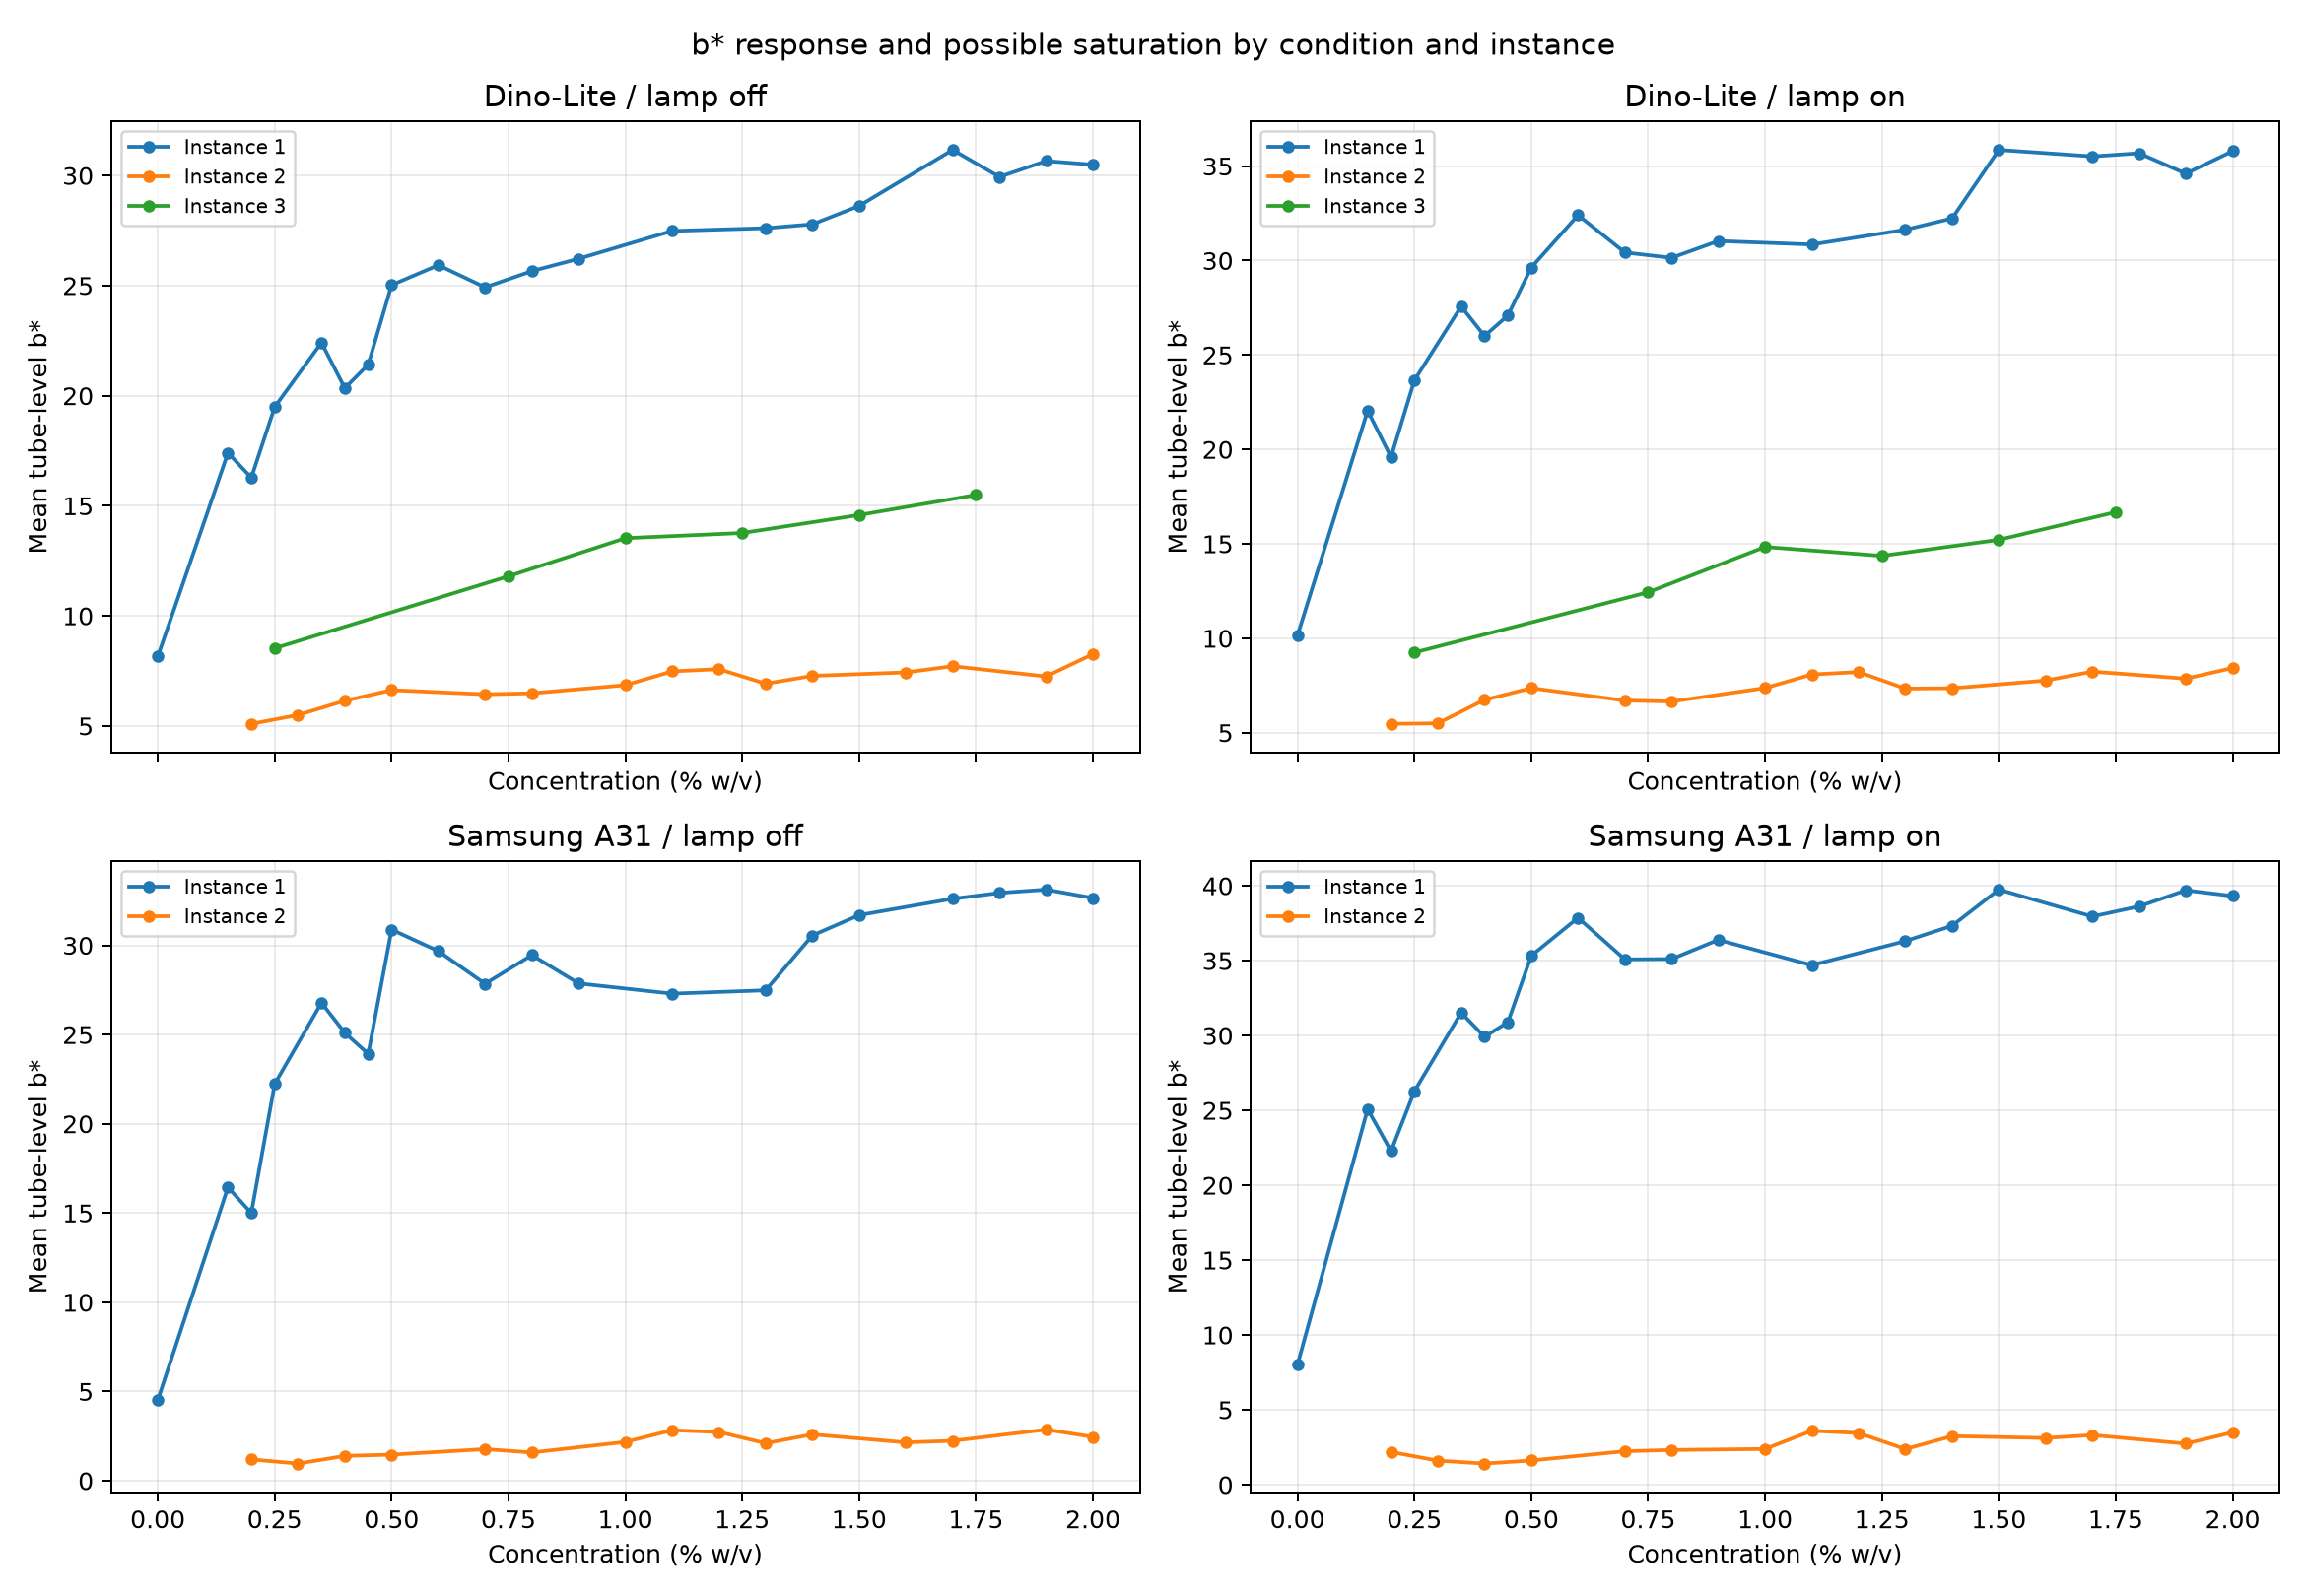 b* response and possible saturation by condition and instance
Dino-Lite / lamp off
Instance 1
Instance 2
Instance 3
30
25
20
15
10
5
Mean tube-level b*
Concentration (% w/v)
Dino-Lite / lamp on
Instance 1
Instance 2
Instance 3
35
30
25
20
15
10
5
Mean tube-level b*
Concentration (% w/v)
Samsung A31 / lamp off
Instance 1
Instance 2
30
25
20
15
10
5
0
Mean tube-level b*
0.00 0.25 0.50 0.75 1.00 1.25 1.50 1.75 2.00
Concentration (% w/v)
Samsung A31 / lamp on
Instance 1
Instance 2
40
35
30
25
20
15
10
5
0
Mean tube-level b*
0.00 0.25 0.50 0.75 1.00 1.25 1.50 1.75 2.00
Concentration (% w/v)